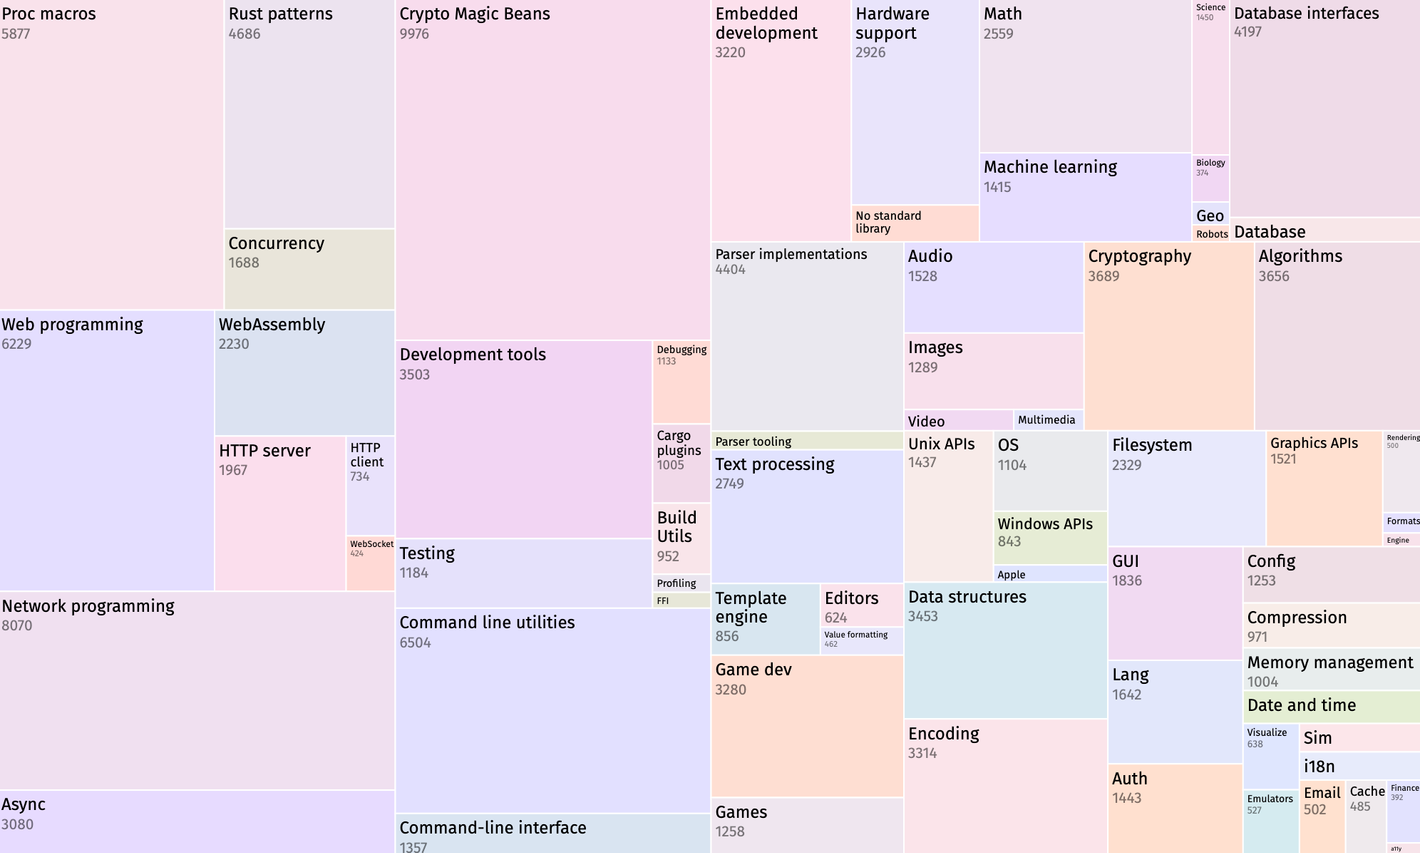 Proc macros
5877
Rust patterns
4686
Concurrency
1688
Web programming
6229
WebAssembly
2230
HTTP server
1967
HTTP
client
734
WebSocket
424
Network programming
8070
Async
3080
Crypto Magic Beans
9976
Development tools
3503
Debugging
1133
Cargo
plugins
1005
Build
Utils
952
Profiling
FFI
Testing
1184
Command line utilities
6504
Command-line interface
1357
Embedded
development
3220
Hardware
support
2926
No standard
library
Math
2559
Machine learning
1415
Science
1450
Biology
374
Geo
Robots
Database interfaces
4197
Database
Parser implementations
4404
Parser tooling
Audio
1528
Images
1289
Video
Multimedia
Cryptography
3689
Algorithms
3656
Text processing
2749
Template
engine
856
Editors
624
Value formatting
462
Game dev
3280
Games
1258
Unix APIs
1437
OS
1104
Windows APIs
843
Apple
Data structures
3453
Encoding
3314
Filesystem
2329
Graphics APIs
1521
Rendering
500
Formats
Engine
GUI
1836
Lang
1642
Auth
1443
Config
1253
Compression
971
Memory management
1004
Date and time
Visualize
638
Sim
i18n
Emulators
527
Email
502
Cache
485
Finance
392
a11y